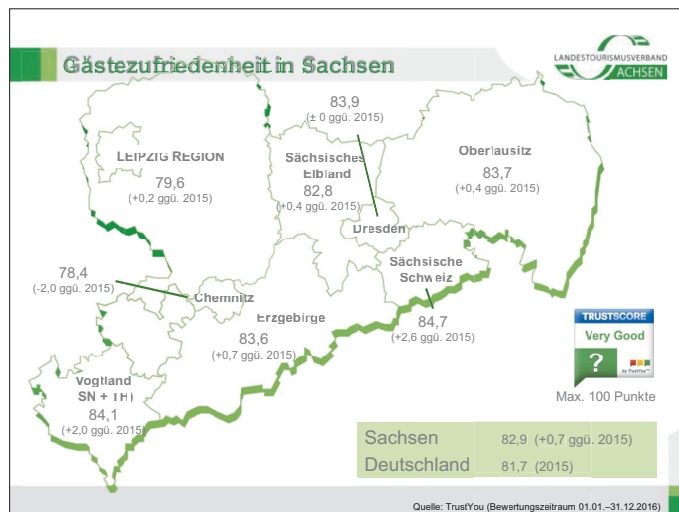 Gästezufriedenheit in Sachsen
LANDESTOURISMUSVERBAND
SACHSEN
83,9
(± 0 ggü. 2015)
LEIPZIG REGION
79,6
(+0,2 ggü. 2015)
Sächsisches
Elbland
82,8
(+0,4 ggü. 2015)
Oberlausitz
83,7
(+0,4 ggü. 2015)
Dresden
Sächsische
Schweiz
78,4
(-2,0 ggü. 2015)
Chemnitz
Erzgebirge
83,6
(+0,7 ggü. 2015)
84,7
(+2,6 ggü. 2015)
TRUSTSCORE
Very Good
?
by TrustYou™
Max. 100 Punkte
Vogtland
SN + TH)
84,1
(+2,0 ggü. 2015)
Sachsen 82,9 (+0,7 ggü. 2015)
Deutschland 81,7 (2015)
Quelle: TrustYou (Bewertungszeitraum 01.01.–31.12.2016)